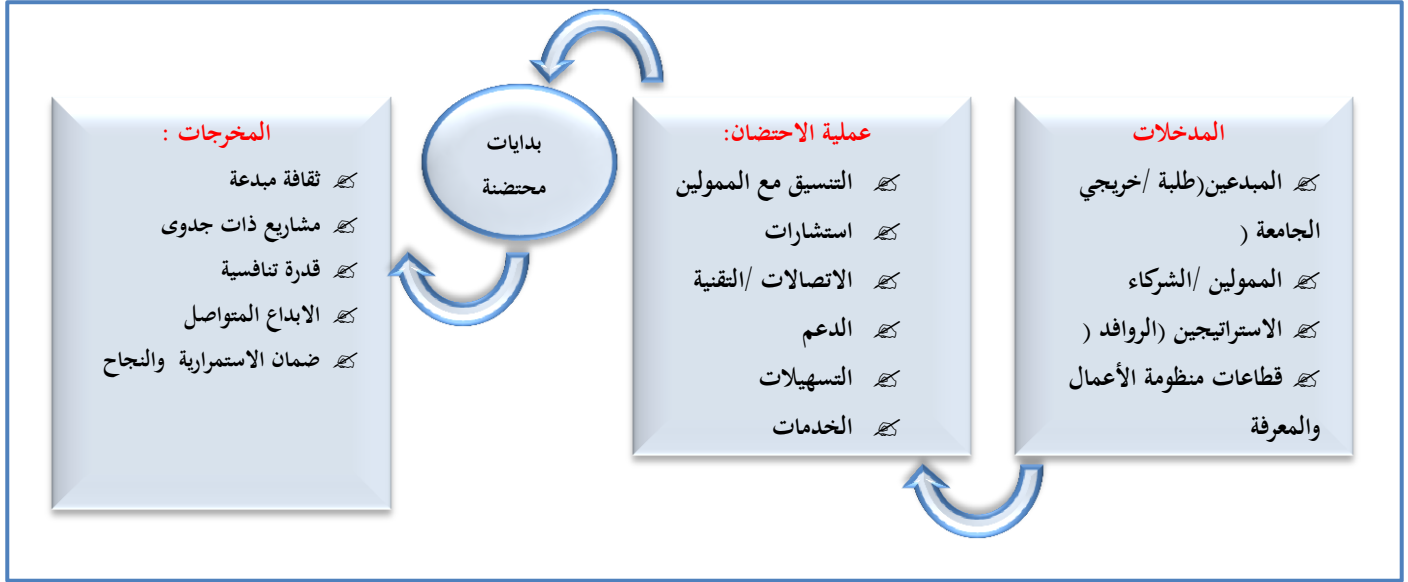 المدخلات
المبدعين(طلبة /خريجي
الجامعة (
الممولين /الشركاء
الاستراتيجين (الروافد (
قطاعات منظومة الأعمال
والمعرفة
عملية الاحتضان:
التنسيق مع الممولين
استشارات
الاتصالات /التقنية
الدعم
التسهيلات
الخدمات
بدايات
محتضنة
المخرجات :
ثقافة مبدعة
مشاريع ذات جدوى
قدرة تنافسية
الابداع المتواصل
ضمان الاستمرارية والنجاح